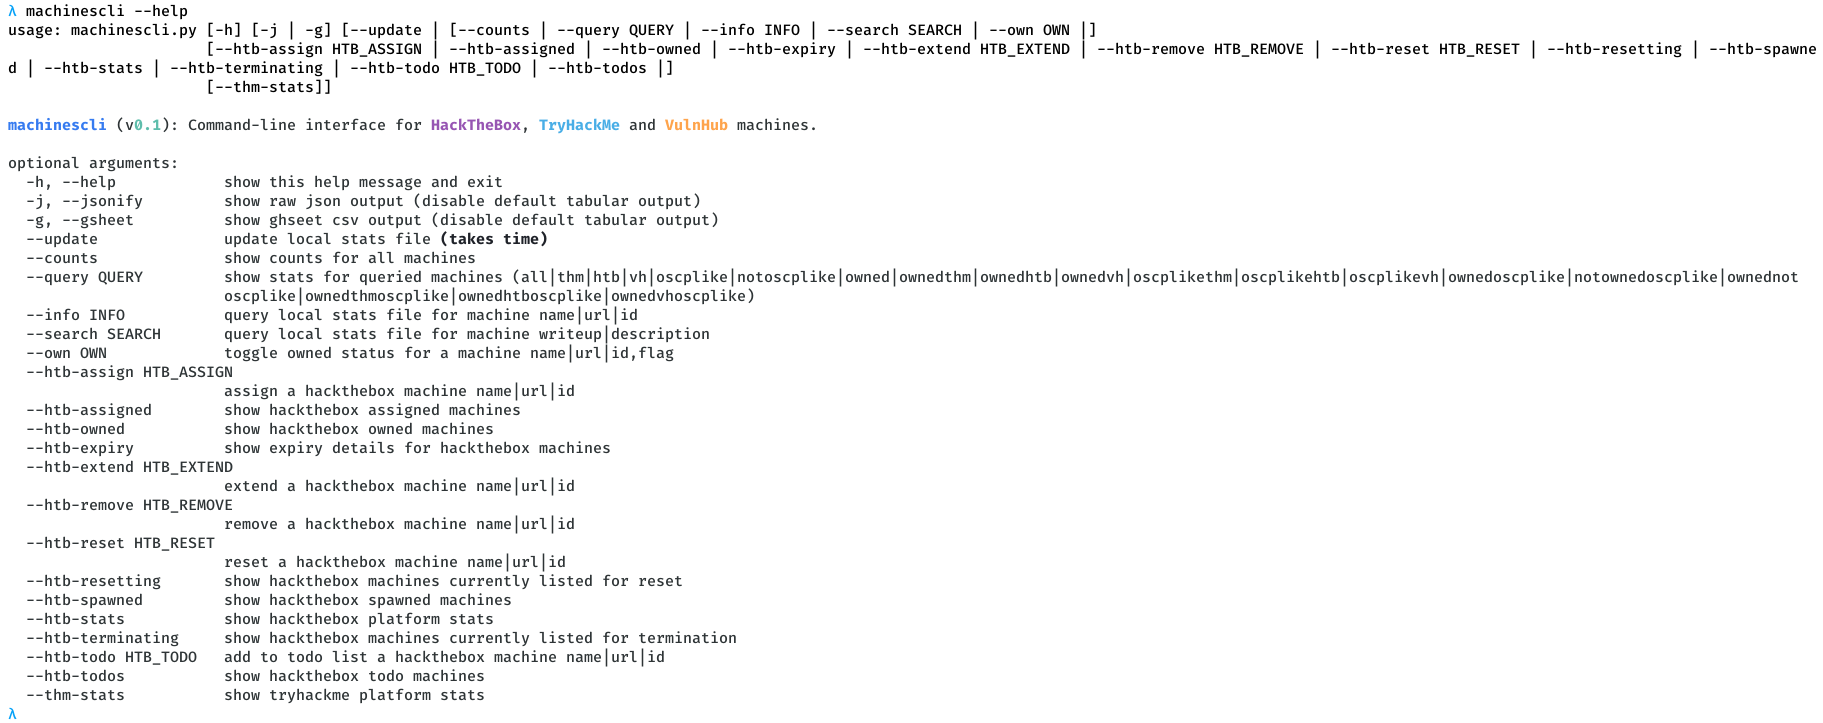 λ machinescli --help
usage: machinescli.py [-h] [-j | -g] [--update | [--counts | --query QUERY | --info INFO | --search SEARCH | --own OWN |]
                      [--htb-assign HTB_ASSIGN | --htb-assigned | --htb-owned | --htb-expiry | --htb-extend HTB_EXTEND | --htb-remove HTB_REMOVE | --htb-reset HTB_RESET | --htb-resetting | --htb-spawne
d | --htb-stats | --htb-terminating | --htb-todo HTB_TODO | --htb-todos |]
                      [--thm-stats]]

machinescli (v0.1): Command-line interface for HackTheBox, TryHackMe and VulnHub machines.

optional arguments:
  -h, --help            show this help message and exit
  -j, --jsonify         show raw json output (disable default tabular output)
  -g, --gsheet          show ghseet csv output (disable default tabular output)
  --update              update local stats file (takes time)
  --counts              show counts for all machines
  --query QUERY         show stats for queried machines (all|thm|htb|vh|oscplike|notoscplike|owned|ownedthm|ownedhtb|ownedvh|oscplikethm|oscplikehtb|oscplikevh|ownedoscplike|notownedoscplike|ownednot
                        oscplike|ownedthmoscplike|ownedhtboscplike|ownedvhoscplike)
  --info INFO           query local stats file for machine name|url|id
  --search SEARCH       query local stats file for machine writeup|description
  --own OWN             toggle owned status for a machine name|url|id,flag
  --htb-assign HTB_ASSIGN
                        assign a hackthebox machine name|url|id
  --htb-assigned        show hackthebox assigned machines
  --htb-owned           show hackthebox owned machines
  --htb-expiry          show expiry details for hackthebox machines
  --htb-extend HTB_EXTEND
                        extend a hackthebox machine name|url|id
  --htb-remove HTB_REMOVE
                        remove a hackthebox machine name|url|id
  --htb-reset HTB_RESET
                        reset a hackthebox machine name|url|id
  --htb-resetting       show hackthebox machines currently listed for reset
  --htb-spawned         show hackthebox spawned machines
  --htb-stats           show hackthebox platform stats
  --htb-terminating     show hackthebox machines currently listed for termination
  --htb-todo HTB_TODO   add to todo list a hackthebox machine name|url|id
  --htb-todos           show hackthebox todo machines
  --thm-stats           show tryhackme platform stats
λ